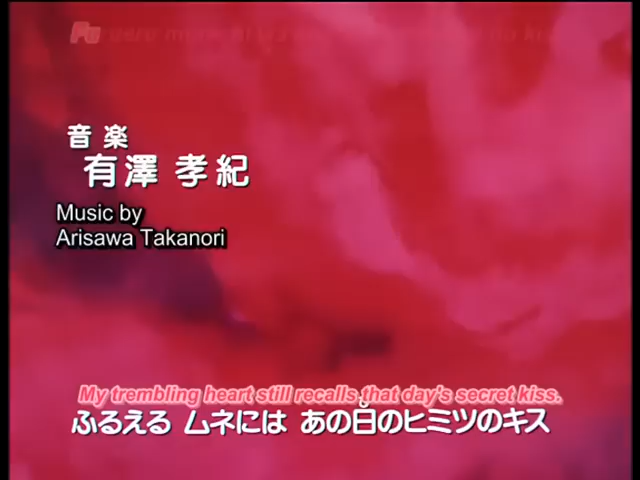 音楽
有澤 孝紀
Music by
Arisawa Takanori
My trembling heart still recalls that day's secret kiss.
ふるえる ムネには あの日のヒミツのキス